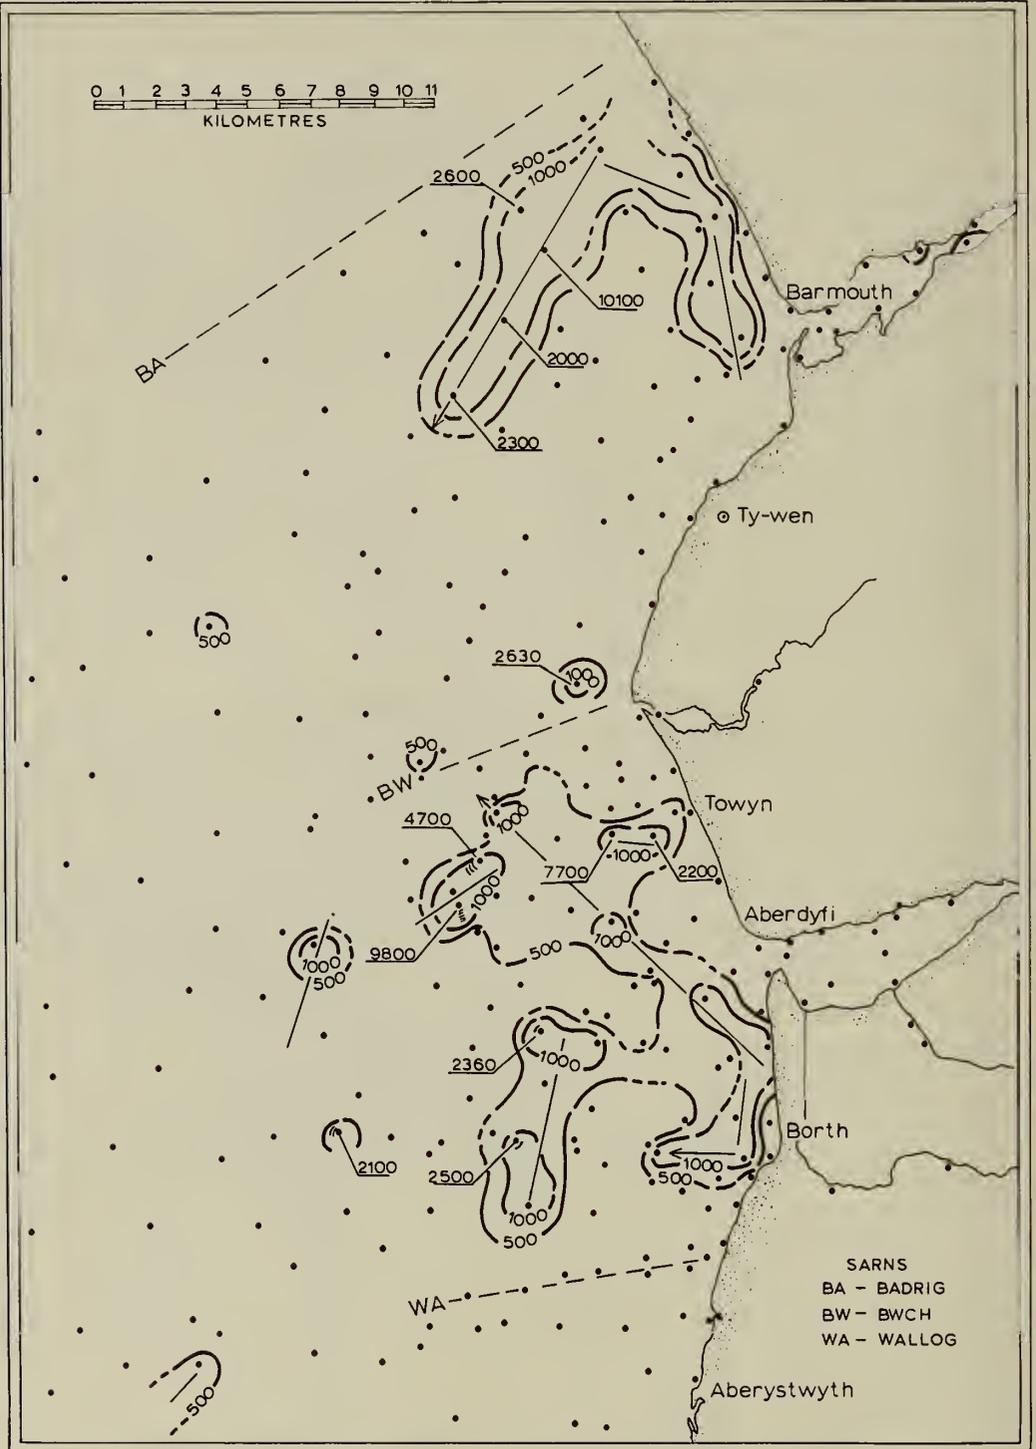 0 1 2 3 4 5 6 7 8 9 10 11
KILOMETRES
500
1000
2600
Barmouth
10100
BA
2000
2300
Ty-wen
500
2630
1000
500
BW
Towyn
4700
1000
1000
7700
2200
1000
Aberdyfi
9800
1000
500
1000
500
2360
1000
Borth
2100
2500
1000
500
1000
500
WA
SARNS
BA – BADRIG
BW – BWCH
WA – WALLOG
500
Aberystwyth